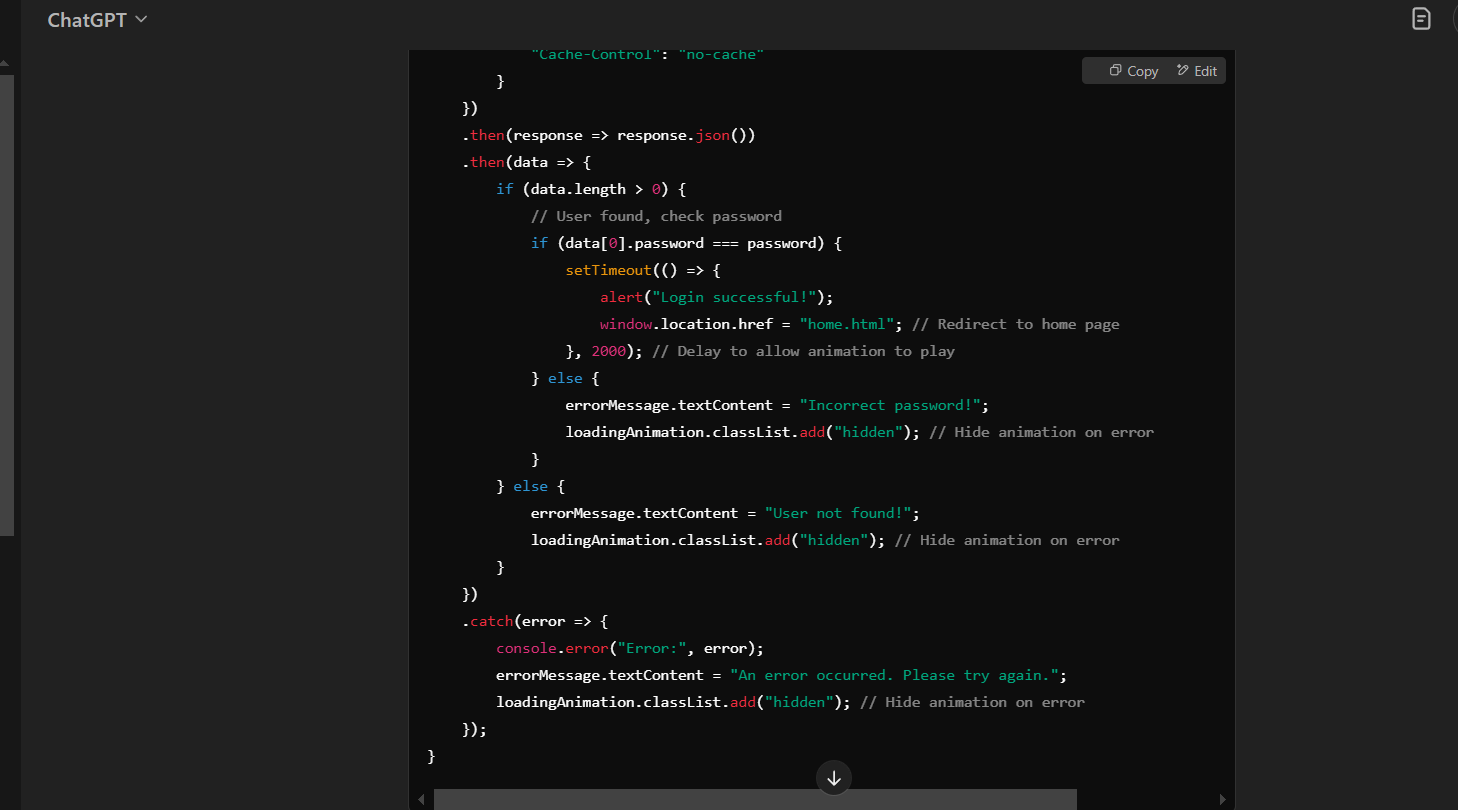 ChatGPT
"Cache-Control": "no-cache"
Copy Edit
}
})
.then(response => response.json())
.then(data => {
if (data.length > 0) {
// User found, check password
if (data[0].password === password) {
setTimeout(() => {
alert("Login successful!");
window.location.href = "home.html"; // Redirect to home page
}, 2000); // Delay to allow animation to play
} else {
errorMessage.textContent = "Incorrect password!";
loadingAnimation.classList.add("hidden"); // Hide animation on error
}
} else {
errorMessage.textContent = "User not found!";
loadingAnimation.classList.add("hidden"); // Hide animation on error
}
})
.catch(error => {
console.error("Error:", error);
errorMessage.textContent = "An error occurred. Please try again.";
loadingAnimation.classList.add("hidden"); // Hide animation on error
});
}